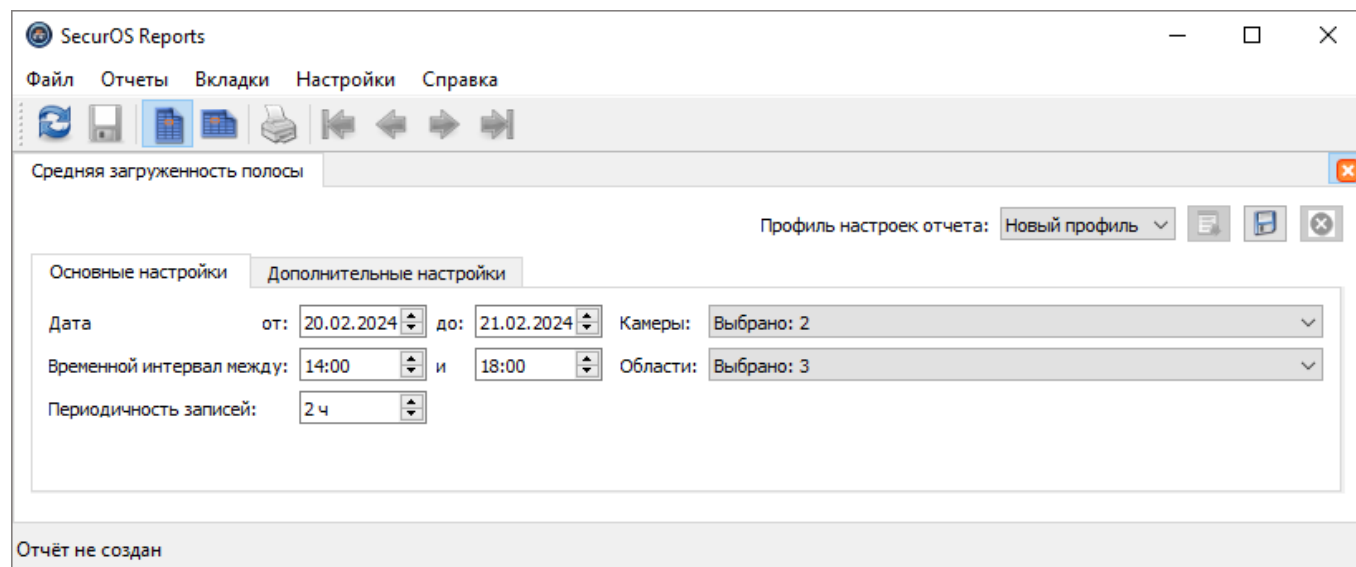 SecurOS Reports
Файл Отчеты Вкладки Настройки Справка
Средняя загруженность полосы
Профиль настроек отчета: Новый профиль
Основные настройки Дополнительные настройки
Дата от: 20.02.2024 до: 21.02.2024 Камеры: Выбрано: 2
Временной интервал между: 14:00 и 18:00 Области: Выбрано: 3
Периодичность записей: 2 ч
Отчёт не создан